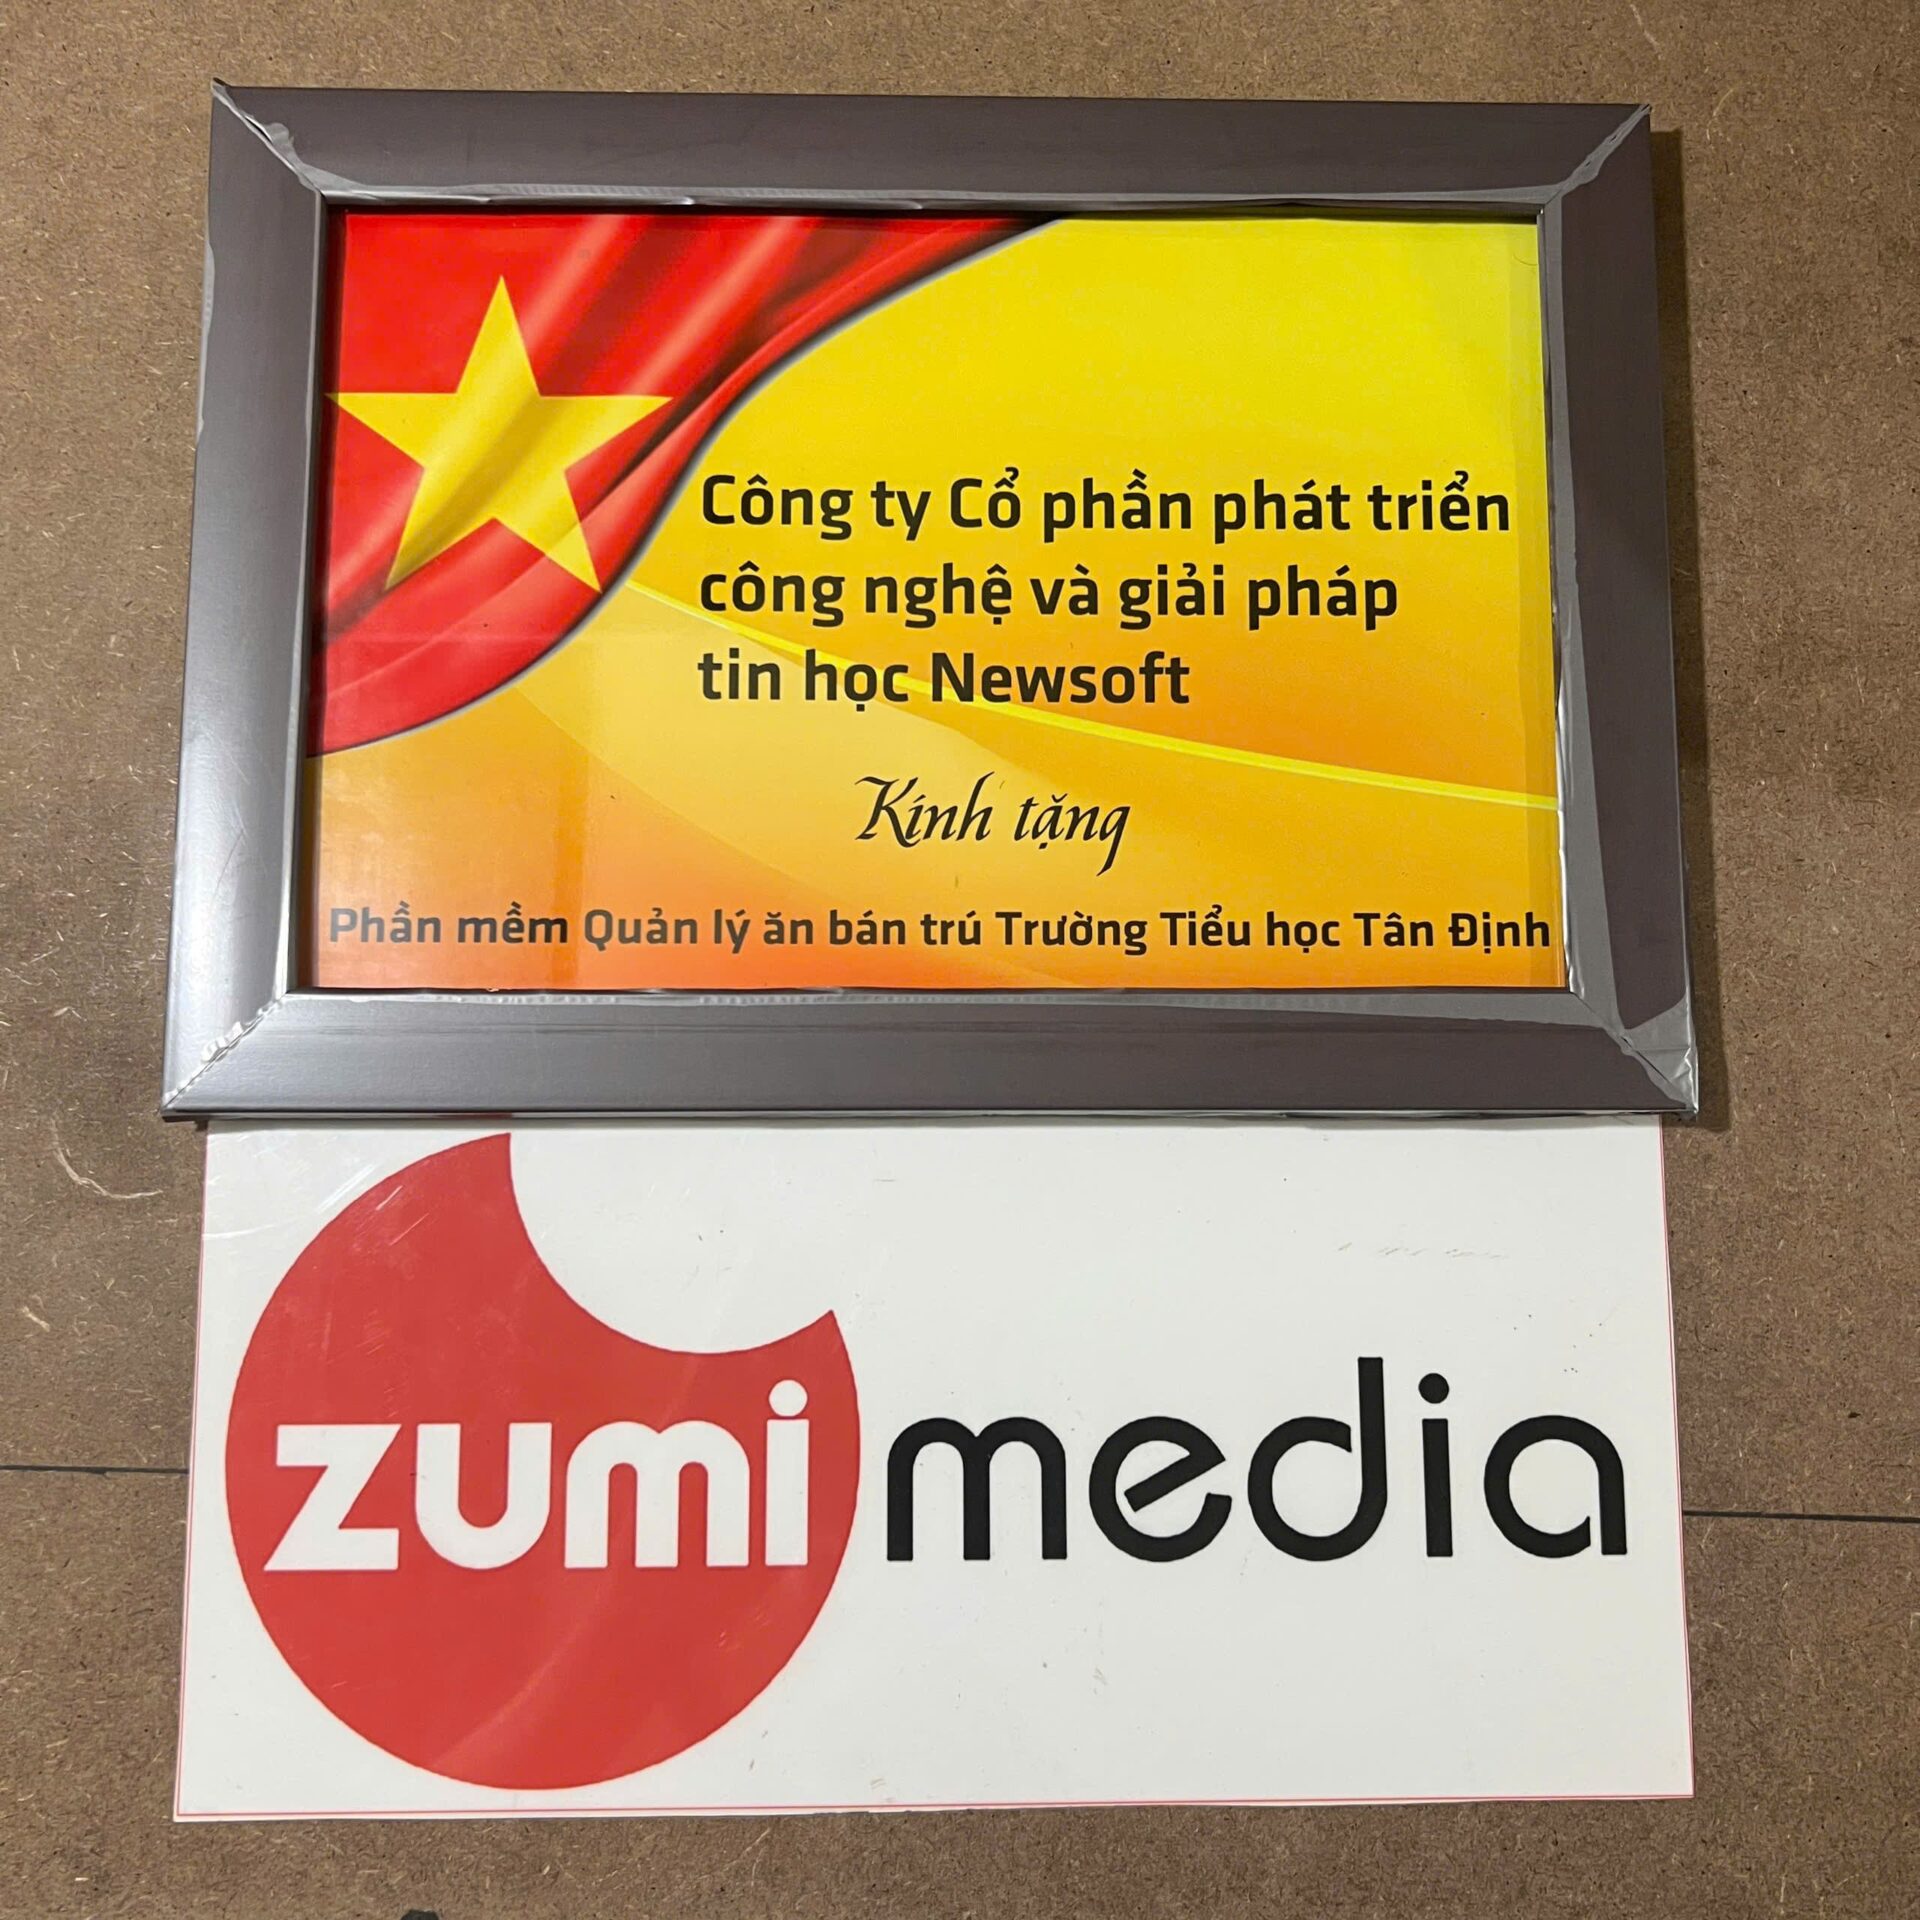 Công ty Cổ phần phát triển
công nghệ và giải pháp
tin học Newsoft
Kính tặng
Phần mềm Quản lý ăn bán trú Trường Tiểu học Tân Định
zumi media